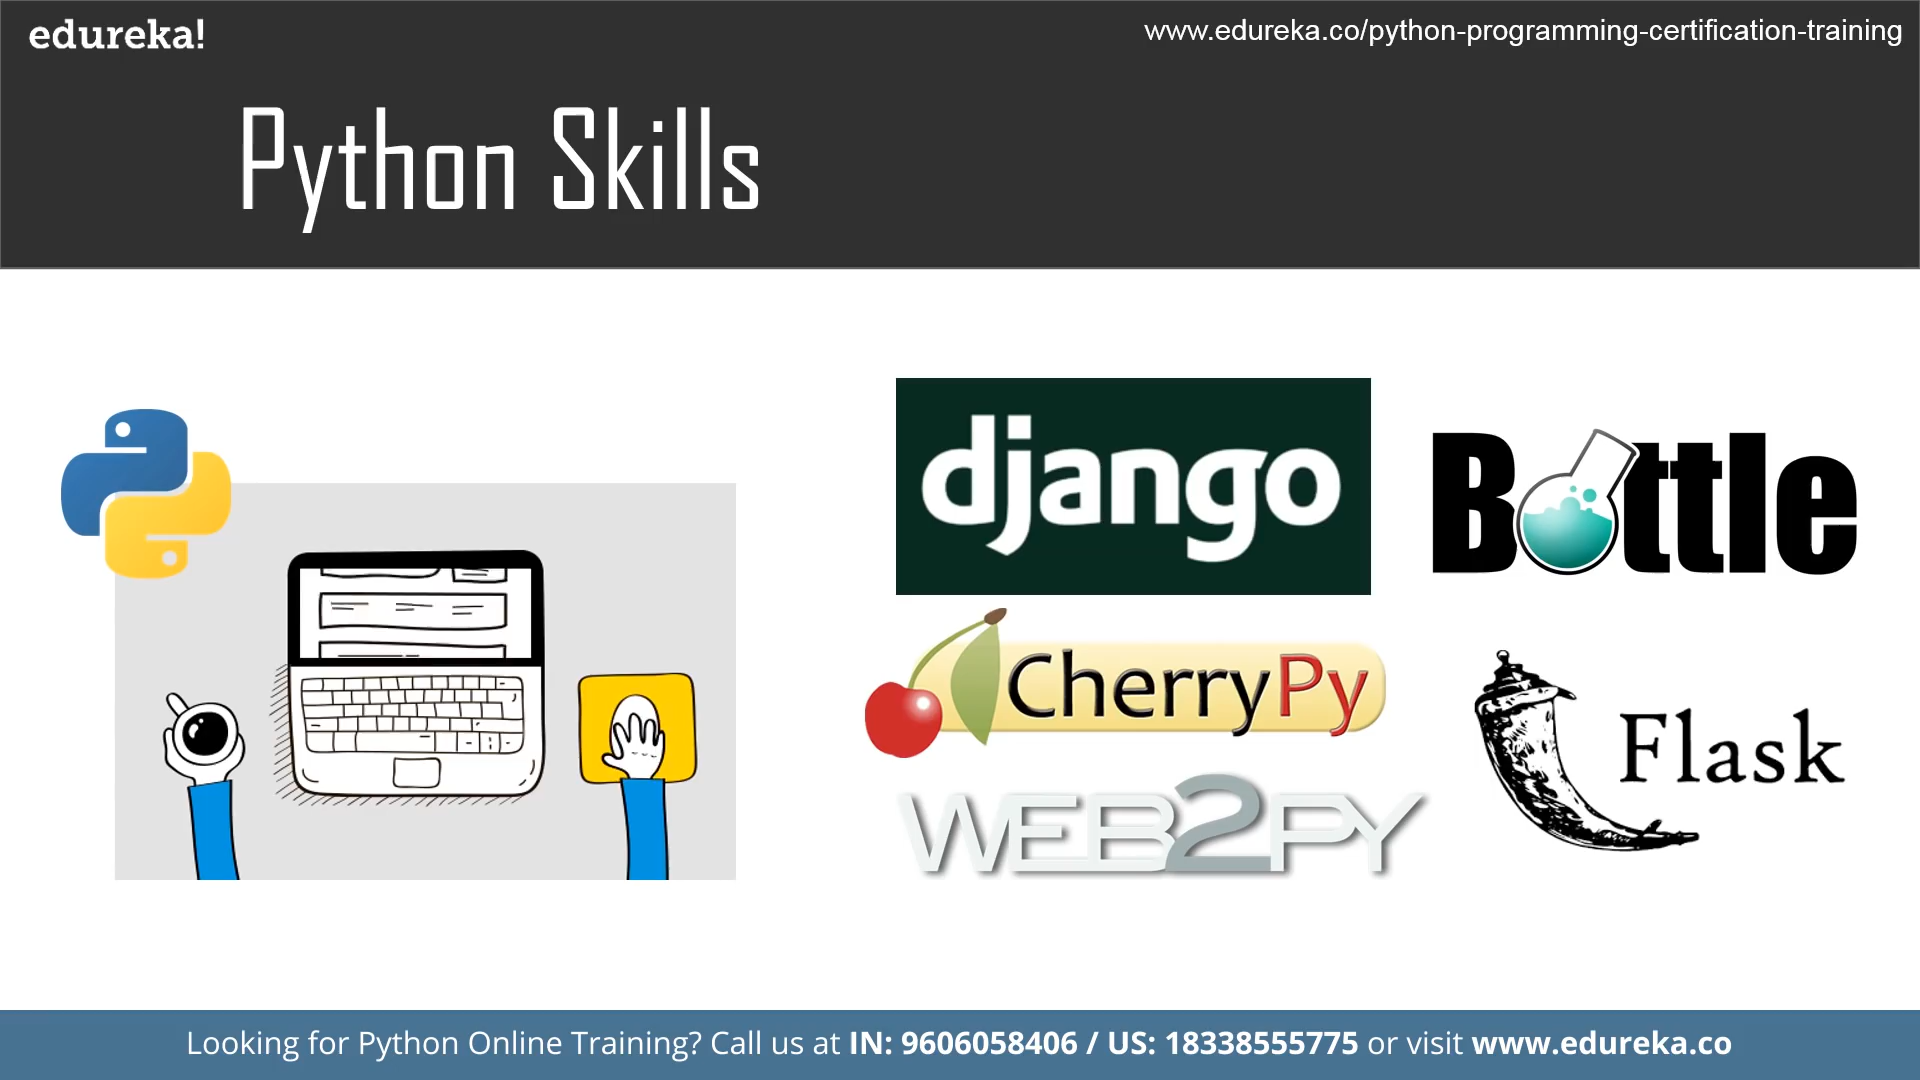 edureka!
www.edureka.co/python-programming-certification-training
Python Skills
django
Bottle
CherryPy
Flask
WEB2PY
Looking for Python Online Training? Call us at IN: 9606058406 / US: 18338555775 or visit www.edureka.co